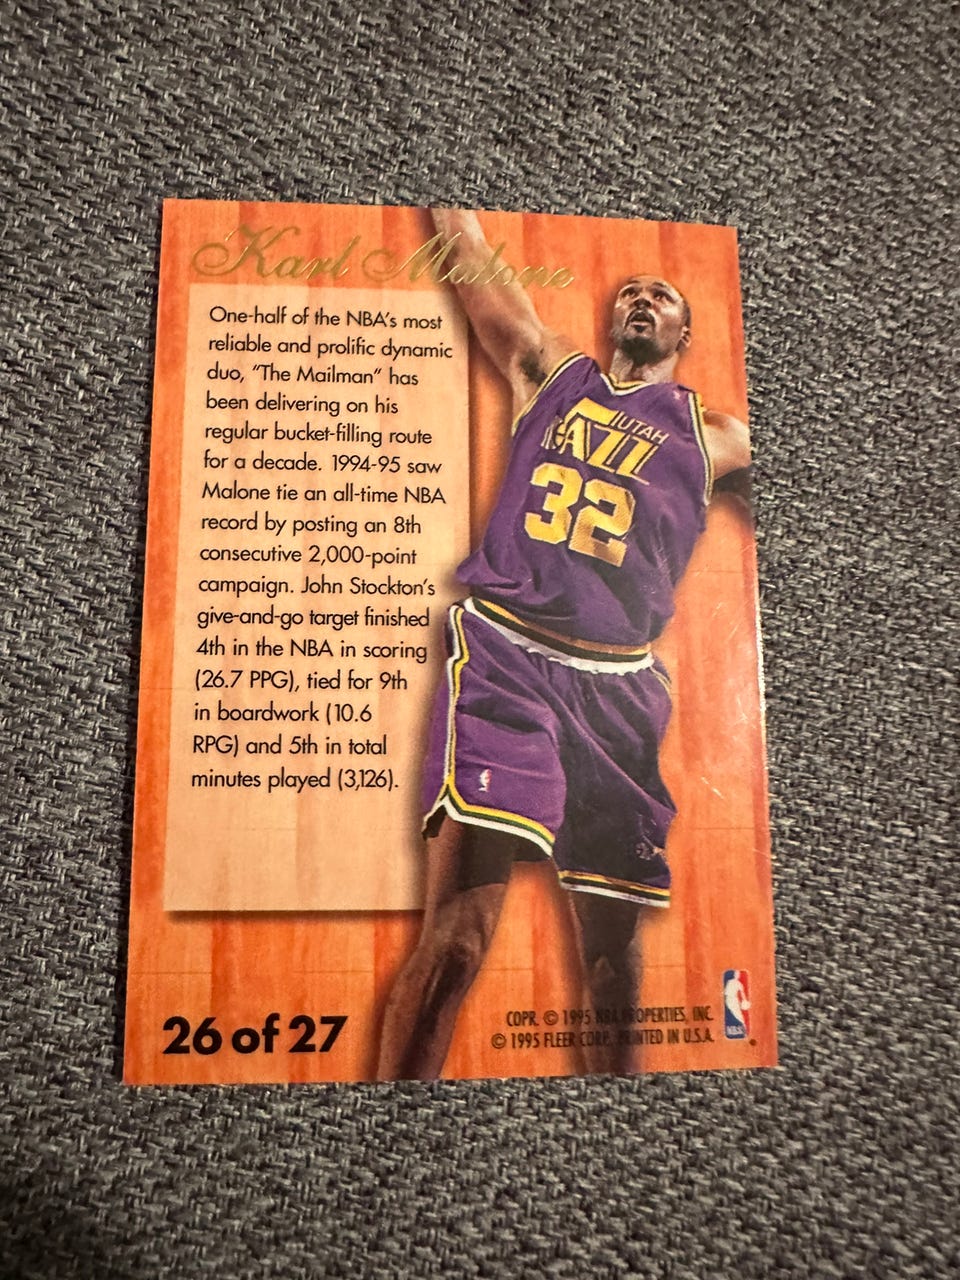 Karl Malone
One-half of the NBA's most
reliable and prolific dynamic
duo, "The Mailman" has
been delivering on his
regular bucket-filling route
for a decade. 1994-95 saw
Malone tie an all-time NBA
record by posting an 8th
consecutive 2,000-point
campaign. John Stockton's
give-and-go target finished
4th in the NBA in scoring
(26.7 PPG), tied for 9th
in boardwork (10.6
RPG) and 5th in total
minutes played (3,126).
UTAH
JAZZ
32
26 of 27
COPR. © 1995 NBA PROPERTIES, INC.
© 1995 FLEER CORP. PRINTED IN U.S.A.
NBA